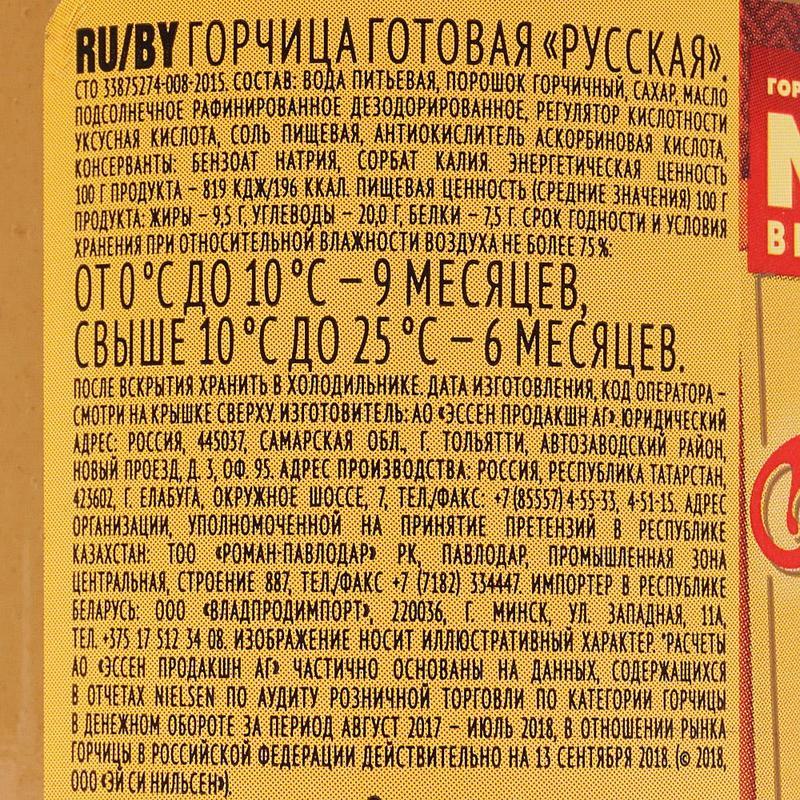 RU/BY ГОРЧИЦА ГОТОВАЯ «РУССКАЯ».
СТО 33875274-008-2015. СОСТАВ: ВОДА ПИТЬЕВАЯ, ПОРОШОК ГОРЧИЧНЫЙ, САХАР, МАСЛО
ПОДСОЛНЕЧНОЕ РАФИНИРОВАННОЕ ДЕЗОДОРИРОВАННОЕ, РЕГУЛЯТОР КИСЛОТНОСТИ
УКСУСНАЯ КИСЛОТА, СОЛЬ ПИЩЕВАЯ, АНТИОКИСЛИТЕЛЬ АСКОРБИНОВАЯ КИСЛОТА,
КОНСЕРВАНТЫ: БЕНЗОАТ НАТРИЯ, СОРБАТ КАЛИЯ. ЭНЕРГЕТИЧЕСКАЯ ЦЕННОСТЬ
100 Г ПРОДУКТА – 819 КДЖ/196 ККАЛ. ПИЩЕВАЯ ЦЕННОСТЬ (СРЕДНИЕ ЗНАЧЕНИЯ) 100 Г
ПРОДУКТА: ЖИРЫ – 9,5 Г, УГЛЕВОДЫ – 20,0 Г, БЕЛКИ – 7,5 Г. СРОК ГОДНОСТИ И УСЛОВИЯ
ХРАНЕНИЯ ПРИ ОТНОСИТЕЛЬНОЙ ВЛАЖНОСТИ ВОЗДУХА НЕ БОЛЕЕ 75%:
ОТ 0 °С ДО 10 °С – 9 МЕСЯЦЕВ,
СВЫШЕ 10 °С ДО 25 °С – 6 МЕСЯЦЕВ.
ПОСЛЕ ВСКРЫТИЯ ХРАНИТЬ В ХОЛОДИЛЬНИКЕ. ДАТА ИЗГОТОВЛЕНИЯ, КОД ОПЕРАТОРА –
СМОТРИ НА КРЫШКЕ СВЕРХУ. ИЗГОТОВИТЕЛЬ: АО «ЭССЕН ПРОДАКШН АГ». ЮРИДИЧЕСКИЙ
АДРЕС: РОССИЯ, 445037, САМАРСКАЯ ОБЛ., Г. ТОЛЬЯТТИ, АВТОЗАВОДСКИЙ РАЙОН,
НОВЫЙ ПРОЕЗД, Д. 3, ОФ. 95. АДРЕС ПРОИЗВОДСТВА: РОССИЯ, РЕСПУБЛИКА ТАТАРСТАН,
423602, Г. ЕЛАБУГА, ОКРУЖНОЕ ШОССЕ, 7, ТЕЛ./ФАКС: +7 (85557) 4-55-33, 4-51-15. АДРЕС
ОРГАНИЗАЦИИ, УПОЛНОМОЧЕННОЙ НА ПРИНЯТИЕ ПРЕТЕНЗИЙ В РЕСПУБЛИКЕ
КАЗАХСТАН: ТОО «РОМАН-ПАВЛОДАР» РК, ПАВЛОДАР, ПРОМЫШЛЕННАЯ ЗОНА
ЦЕНТРАЛЬНАЯ, СТРОЕНИЕ 887, ТЕЛ./ФАКС +7 (7182) 334447. ИМПОРТЕР В РЕСПУБЛИКЕ
БЕЛАРУСЬ: ООО «ВЛАДПРОДИМПОРТ», 220036, Г. МИНСК, УЛ. ЗАПАДНАЯ, 11А,
ТЕЛ. +375 17 512 34 08. ИЗОБРАЖЕНИЕ НОСИТ ИЛЛЮСТРАТИВНЫЙ ХАРАКТЕР. *РАСЧЕТЫ
АО «ЭССЕН ПРОДАКШН АГ» ЧАСТИЧНО ОСНОВАНЫ НА ДАННЫХ, СОДЕРЖАЩИХСЯ
В ОТЧЕТАХ NIELSEN ПО АУДИТУ РОЗНИЧНОЙ ТОРГОВЛИ ПО КАТЕГОРИИ ГОРЧИЦЫ
В ДЕНЕЖНОМ ОБОРОТЕ ЗА ПЕРИОД АВГУСТ 2017 – ИЮЛЬ 2018, В ОТНОШЕНИИ РЫНКА
ГОРЧИЦЫ В РОССИЙСКОЙ ФЕДЕРАЦИИ ДЕЙСТВИТЕЛЬНО НА 13 СЕНТЯБРЯ 2018. (© 2018,
ООО «ЭЙ СИ НИЛЬСЕН»).